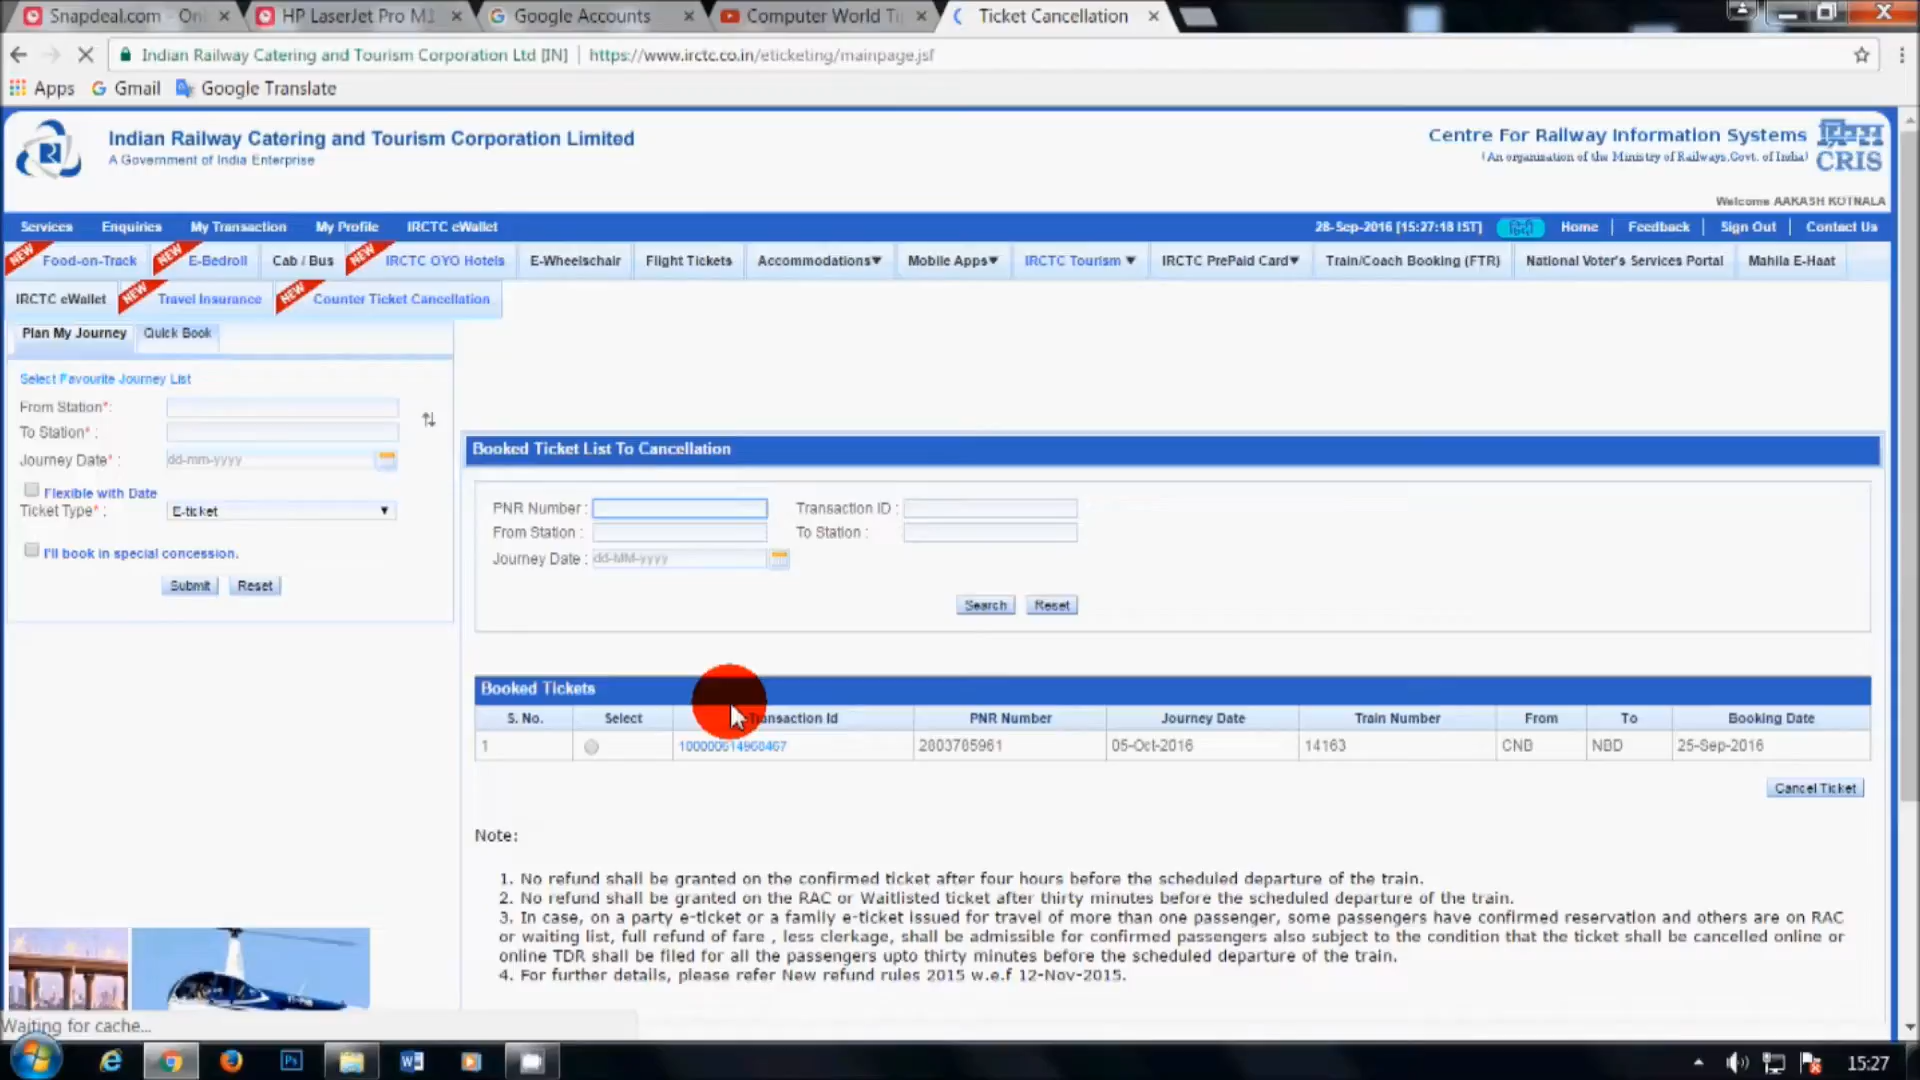 Snapdeal.com - Onl
HP LaserJet Pro M1
Google Accounts
Computer World Ti
Ticket Cancellation
Indian Railway Catering and Tourism Corporation Ltd [IN] | https://www.irctc.co.in/eticketing/mainpage.jsf
Apps Gmail Google Translate
Indian Railway Catering and Tourism Corporation Limited
A Government of India Enterprise
Centre For Railway Information Systems
(An organisation of the Ministry of Railways,Govt. of India)
CRIS
Welcome AAKASH KOTNALA
Services Enquiries My Transaction My Profile IRCTC eWallet
28-Sep-2016 [15:27:18 IST] Home Feedback Sign Out Contact Us
NEW Food-on-Track NEW E-Bedroll Cab / Bus NEW IRCTC OYO Hotels E-Wheelschair Flight Tickets Accommodations▼ Mobile Apps▼ IRCTC Tourism ▼ IRCTC PrePaid Card▼ Train/Coach Booking (FTR) National Voter's Services Portal Mahila E-Haat
IRCTC eWallet NEW Travel Insurance NEW Counter Ticket Cancellation
Plan My Journey Quick Book
Select Favourite Journey List
From Station*:
To Station* :
Journey Date* : dd-mm-yyyy
Flexible with Date
Ticket Type* : E-ticket
I'll book in special concession.
Submit Reset
Booked Ticket List To Cancellation
PNR Number : Transaction ID :
From Station : To Station :
Journey Date : dd-MM-yyyy
Search Reset
Booked Tickets
S. No. Select Transaction Id PNR Number Journey Date Train Number From To Booking Date
1 100000614960467 2803785961 05-Oct-2016 14163 CNB NBD 25-Sep-2016
Cancel Ticket
Note:
1. No refund shall be granted on the confirmed ticket after four hours before the scheduled departure of the train.
2. No refund shall be granted on the RAC or Waitlisted ticket after thirty minutes before the scheduled departure of the train.
3. In case, on a party e-ticket or a family e-ticket issued for travel of more than one passenger, some passengers have confirmed reservation and others are on RAC
or waiting list, full refund of fare , less clerkage, shall be admissible for confirmed passengers also subject to the condition that the ticket shall be cancelled online or
online TDR shall be filed for all the passengers upto thirty minutes before the scheduled departure of the train.
4. For further details, please refer New refund rules 2015 w.e.f 12-Nov-2015.
Waiting for cache...
15:27